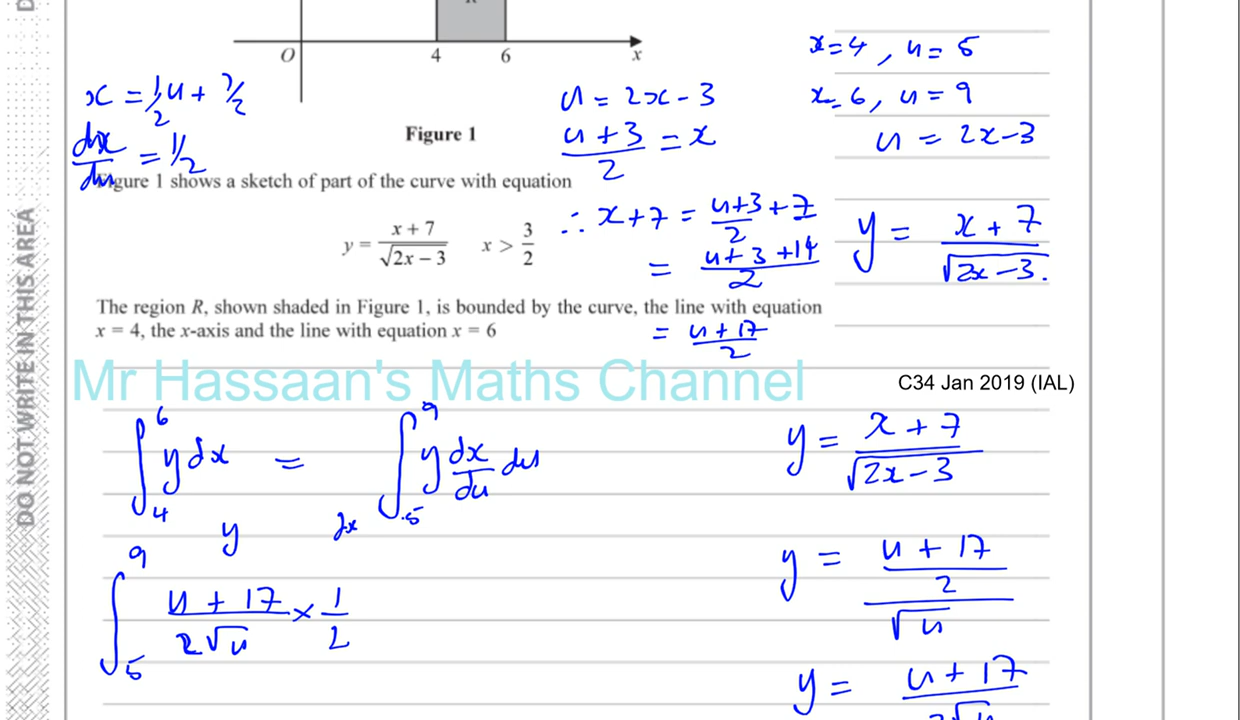 O 4 6 x
Figure 1
x = 1/2 u + 3/2
dx/du = 1/2
u = 2x - 3
(u + 3)/2 = x
x = 4 , u = 5
x = 6 , u = 9
u = 2x - 3
Figure 1 shows a sketch of part of the curve with equation
y = (x + 7)/√(2x – 3) x > 3/2
∴ x + 7 = (u+3)/2 + 7
= (u + 3 + 14)/2
= (u + 17)/2
y = (x + 7)/√(2x - 3).
The region R, shown shaded in Figure 1, is bounded by the curve, the line with equation
x = 4, the x-axis and the line with equation x = 6
Mr Hassaan's Maths Channel
C34 Jan 2019 (IAL)
DO NOT WRITE IN THIS AREA
∫₄⁶ y dx = ∫₅⁹ y dx/du du
y dx
∫₅⁹ (u + 17)/(2√u) × 1/2
y = (x + 7)/√(2x - 3)
y = ((u + 17)/2)/√u
y = (u + 17)/(2√u)